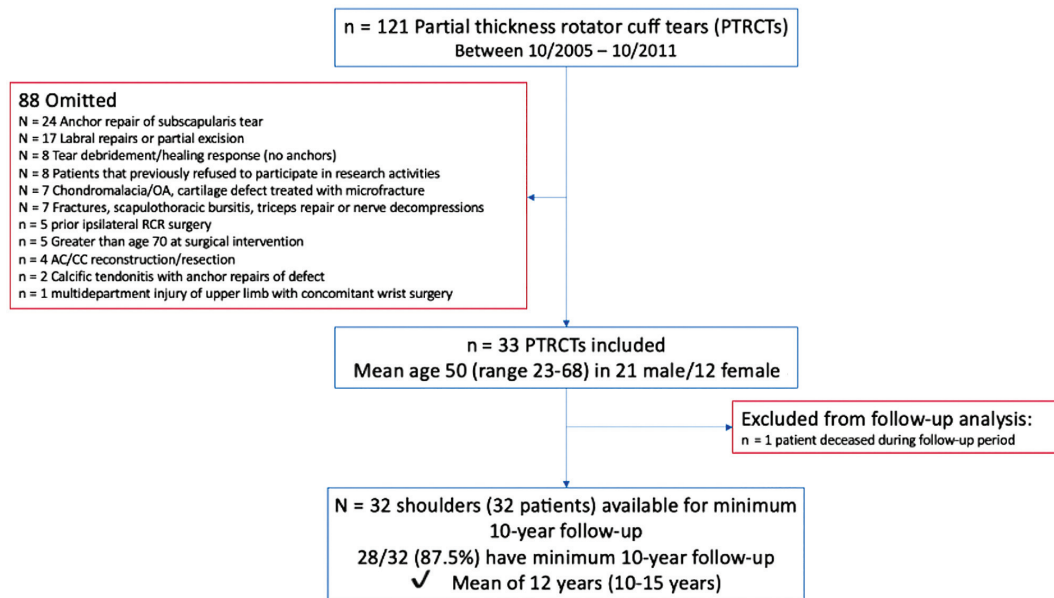 n = 121 Partial thickness rotator cuff tears (PTRCTs)
Between 10/2005 – 10/2011
88 Omitted
N = 24 Anchor repair of subscapularis tear
N = 17 Labral repairs or partial excision
N = 8 Tear debridement/healing response (no anchors)
N = 8 Patients that previously refused to participate in research activities
N = 7 Chondromalacia/OA, cartilage defect treated with microfracture
N = 7 Fractures, scapulothoracic bursitis, triceps repair or nerve decompressions
n = 5 prior ipsilateral RCR surgery
n = 5 Greater than age 70 at surgical intervention
n = 4 AC/CC reconstruction/resection
n = 2 Calcific tendonitis with anchor repairs of defect
n = 1 multidepartment injury of upper limb with concomitant wrist surgery
n = 33 PTRCTs included
Mean age 50 (range 23-68) in 21 male/12 female
Excluded from follow-up analysis:
n = 1 patient deceased during follow-up period
N = 32 shoulders (32 patients) available for minimum
10-year follow-up
28/32 (87.5%) have minimum 10-year follow-up
✓ Mean of 12 years (10-15 years)